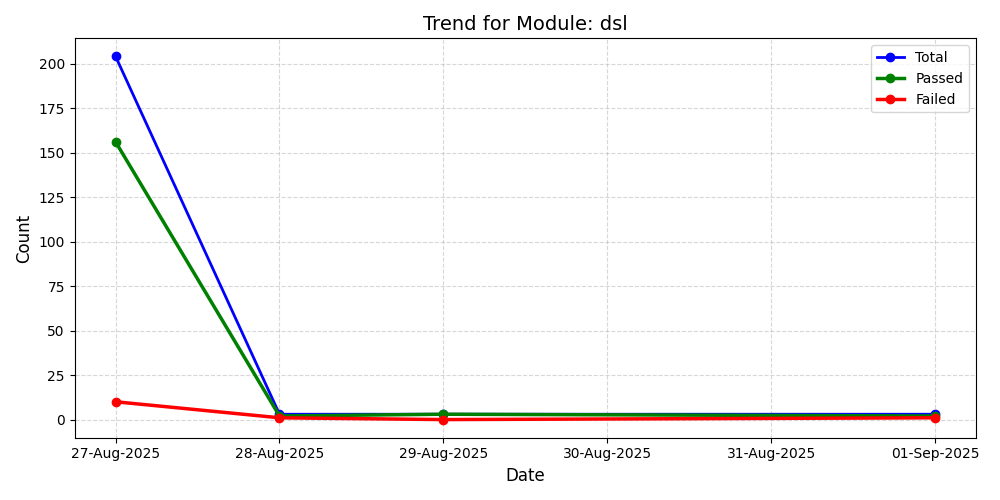 Trend for Module: dsl
Total
Passed
Failed
200
175
150
125
100
75
50
25
0
Count
27-Aug-2025 28-Aug-2025 29-Aug-2025 30-Aug-2025 31-Aug-2025 01-Sep-2025
Date